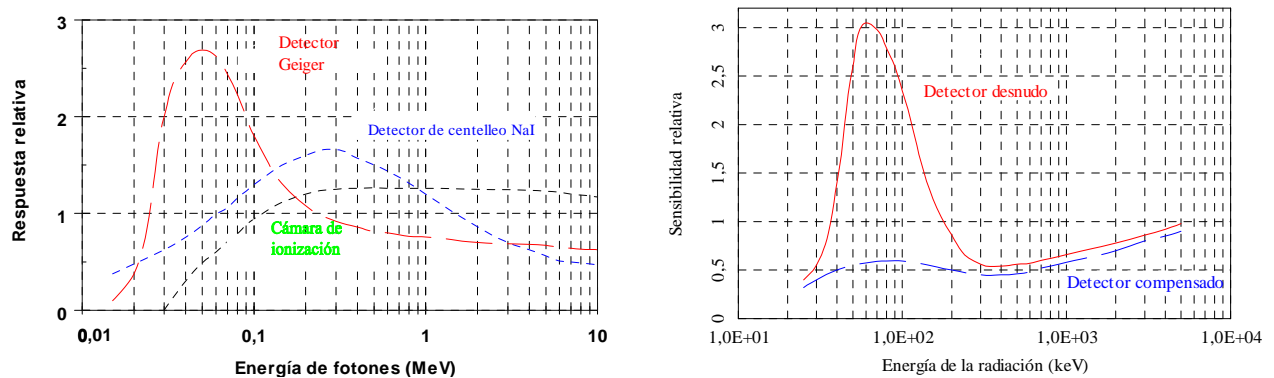 3
2
1
0
Respuesta relativa
Detector
Geiger
Detector de centelleo NaI
Cámara de
ionización
0,01
0,1
1
10
Energía de fotones (MeV)
3
2.5
2
1.5
1
0.5
0
Sensibilidad relativa
Detector desnudo
Detector compensado
1,0E+01
1,0E+02
1,0E+03
1,0E+04
Energía de la radiación (keV)